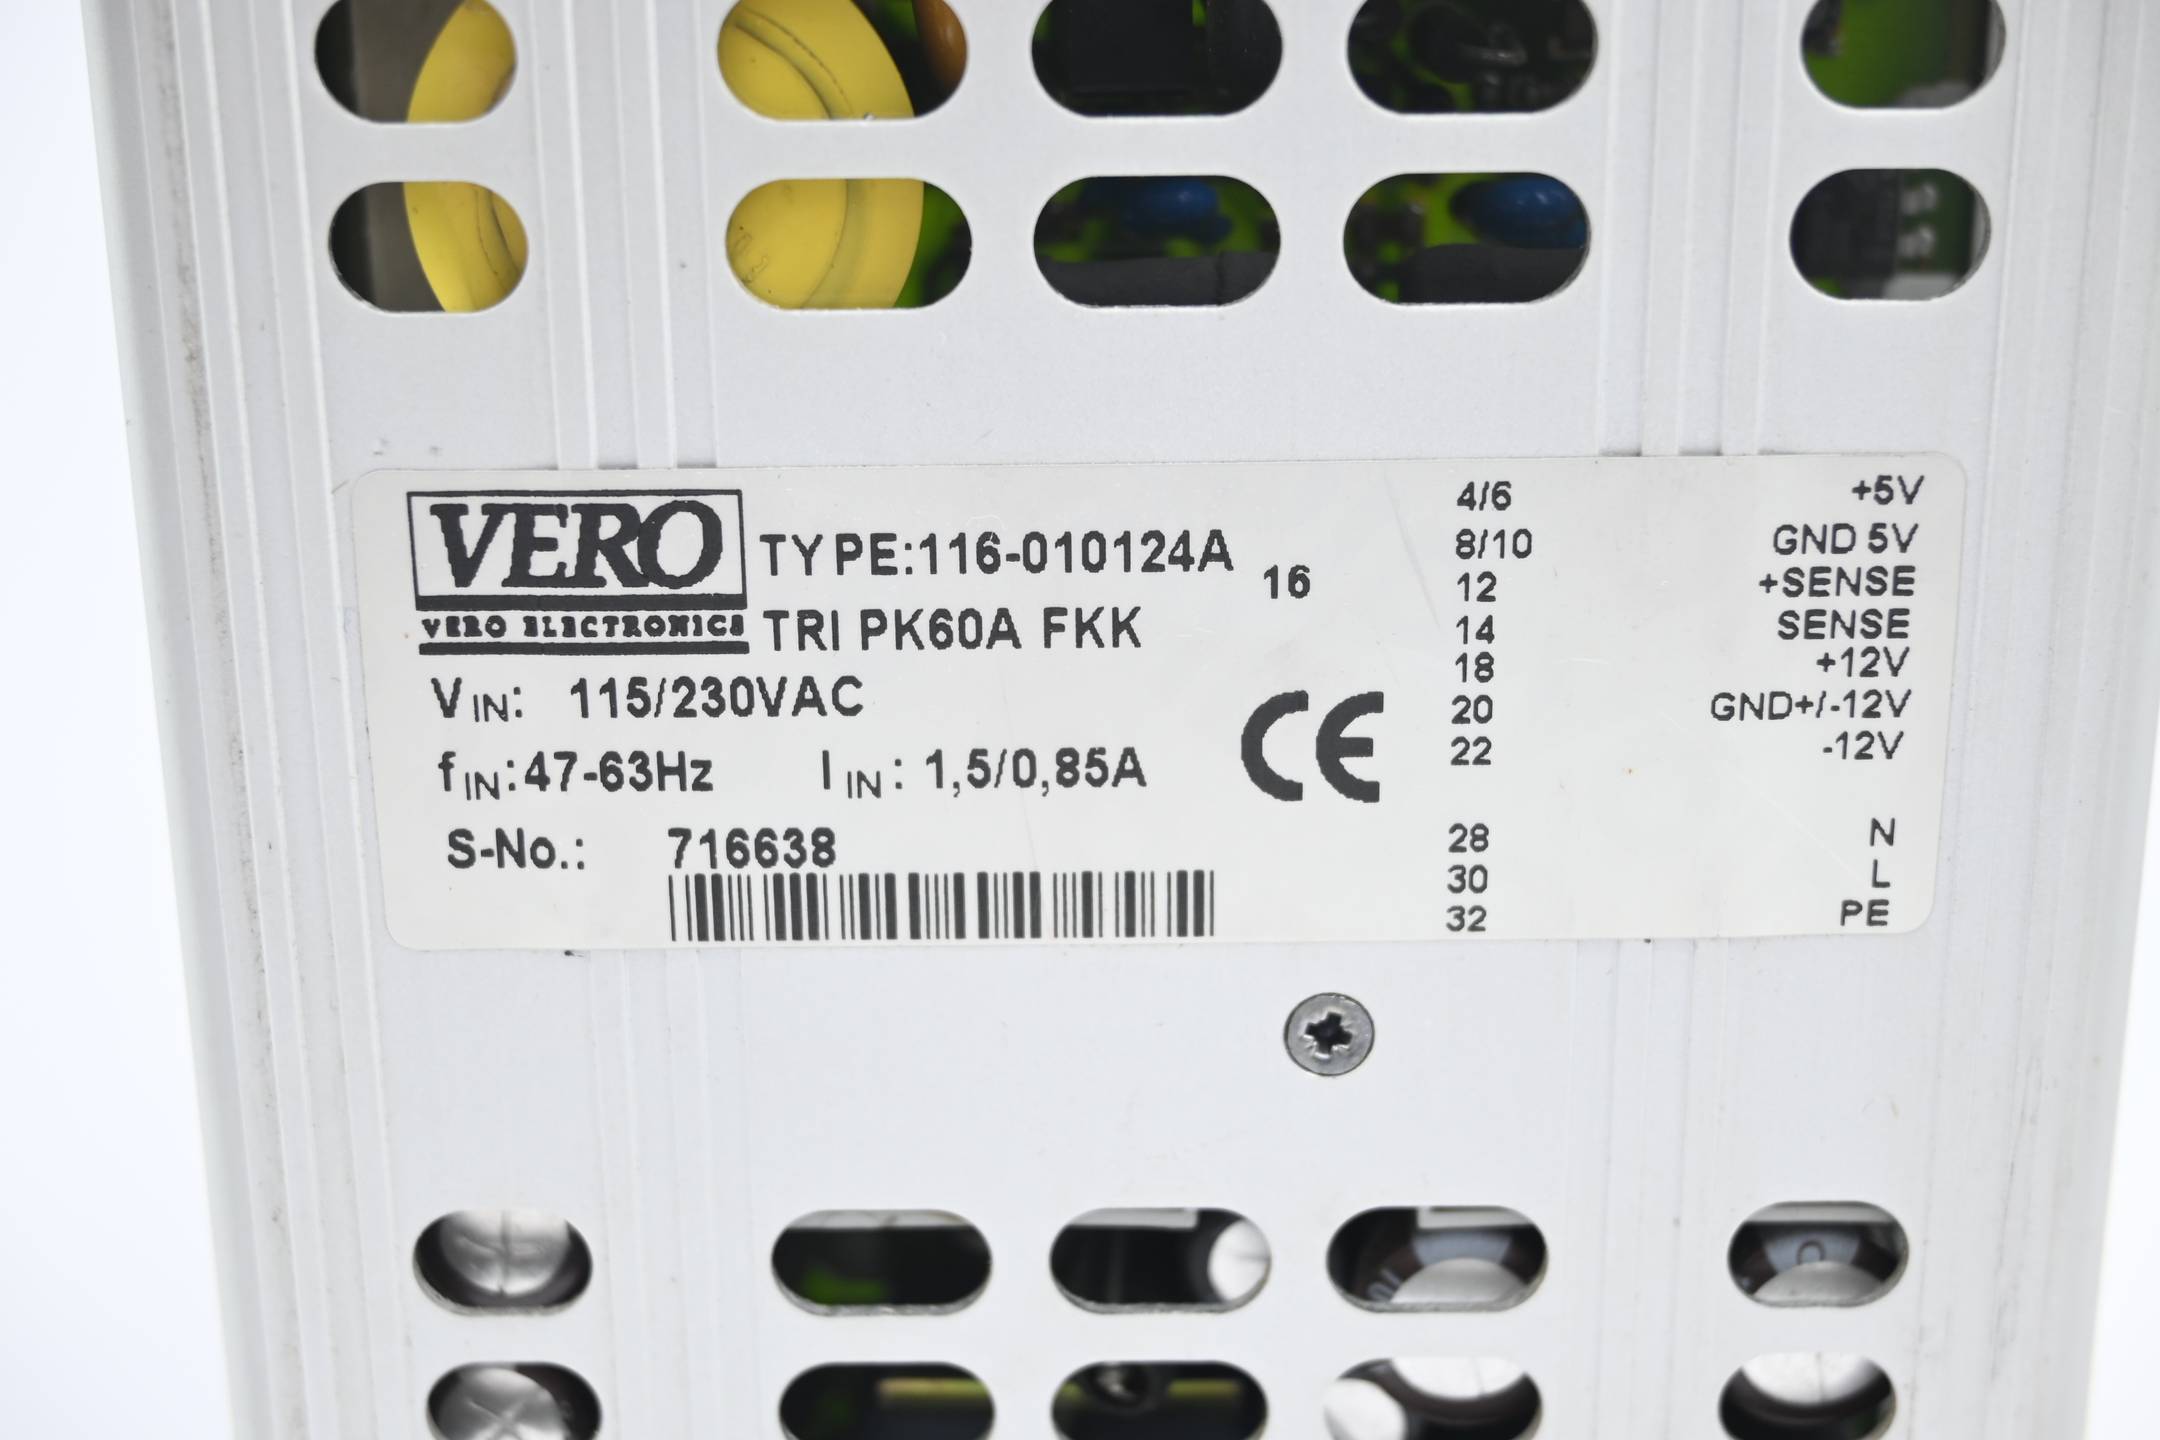 VERO
VERO ELECTRONICS
TYPE:116-010124A
16
TRI PK60A FKK
VIN: 115/230VAC
fIN:47-63Hz IIN: 1,5/0,85A
CE
S-No.: 716638
4/6 +5V
8/10 GND 5V
12 +SENSE
14 SENSE
18 +12V
20 GND+/-12V
22 -12V
28 N
30 L
32 PE